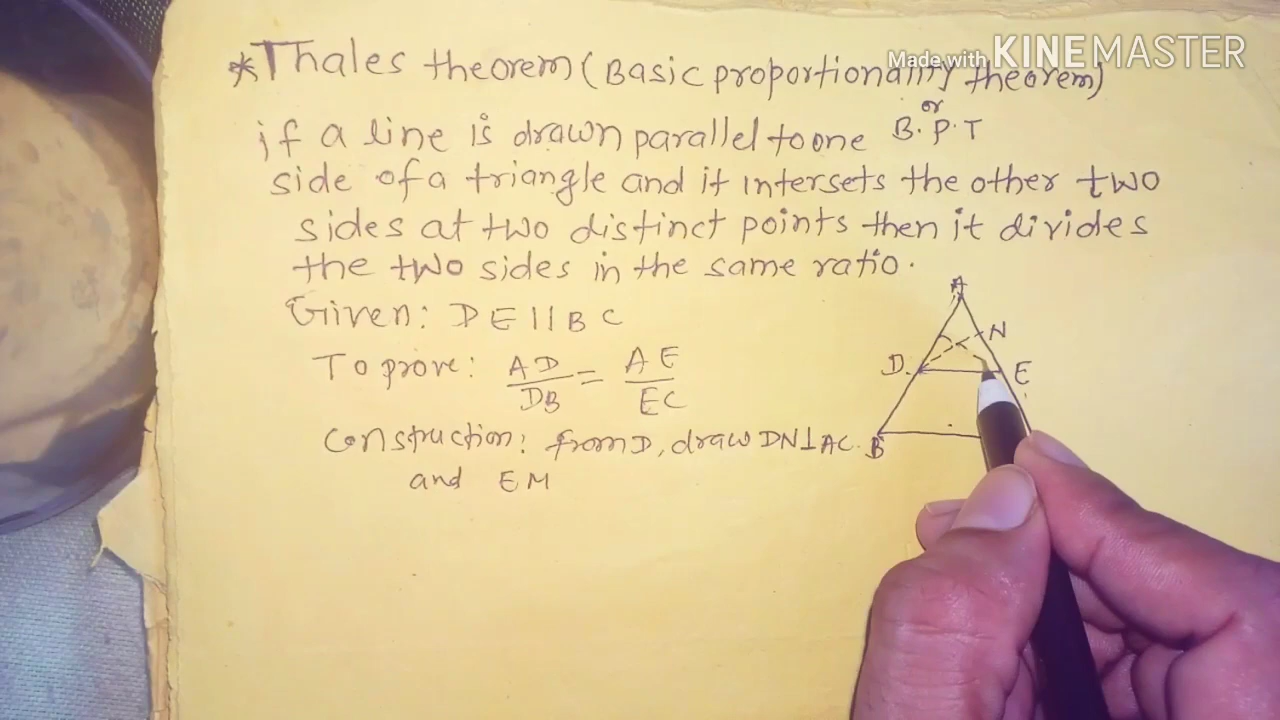 *Thales theorem (Basic proportionality theorem)
Made with KINEMASTER
or
B.P.T
if a line is drawn parallel to one
side of a triangle and it intersets the other two
sides at two distinct points then it divides
the two sides in the same ratio.
Given: DE || BC
To prove: AD/DB = AE/EC
Construction: from D, draw DN⊥AC.
and EM
A
N
D
E
B